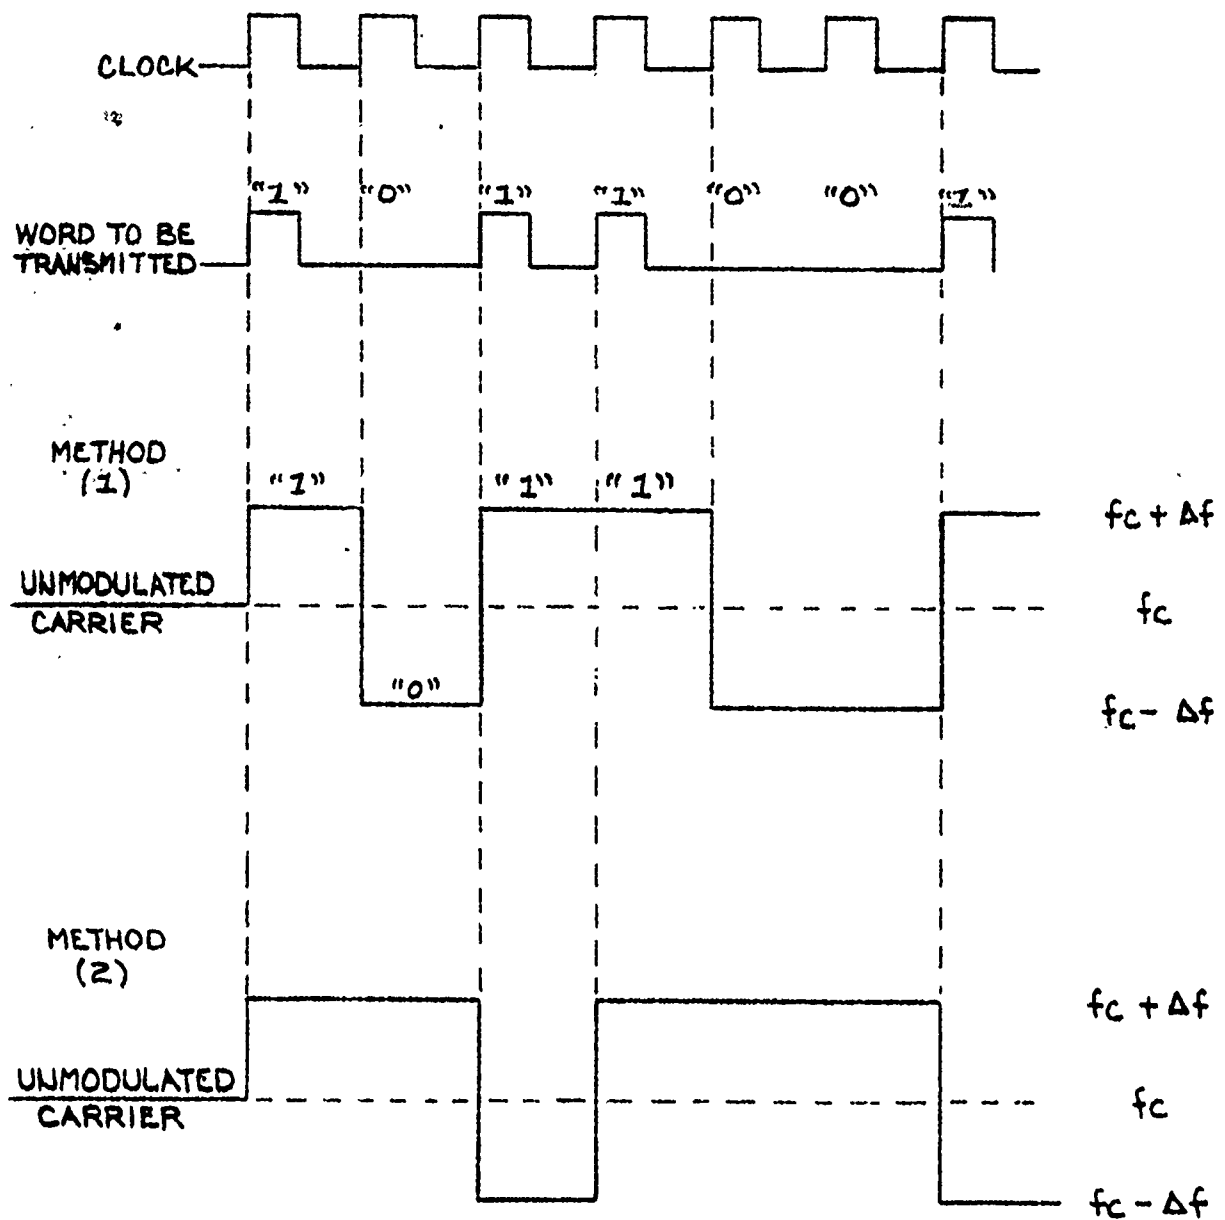 CLOCK
"1" "0" "1" "1" "0" "0" "1"
WORD TO BE
TRANSMITTED
METHOD
(1)
"1" "1" "1"
fc + Δf
UNMODULATED
CARRIER
fc
"0"
fc - Δf
METHOD
(2)
fc + Δf
UNMODULATED
CARRIER
fc
fc - Δf